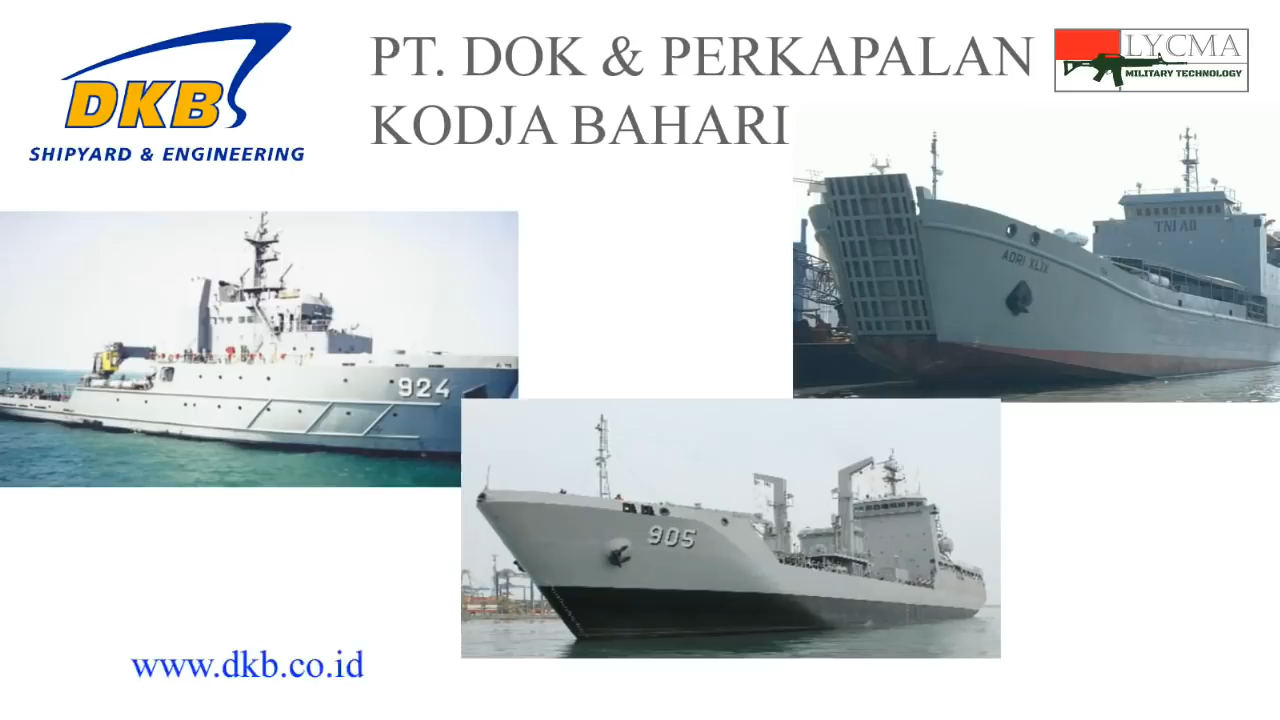 DKB
SHIPYARD & ENGINEERING
PT. DOK & PERKAPALAN
KODJA BAHARI
LYCMA
MILITARY TECHNOLOGY
TNI AD
ADRI XLIX
924
905
www.dkb.co.id